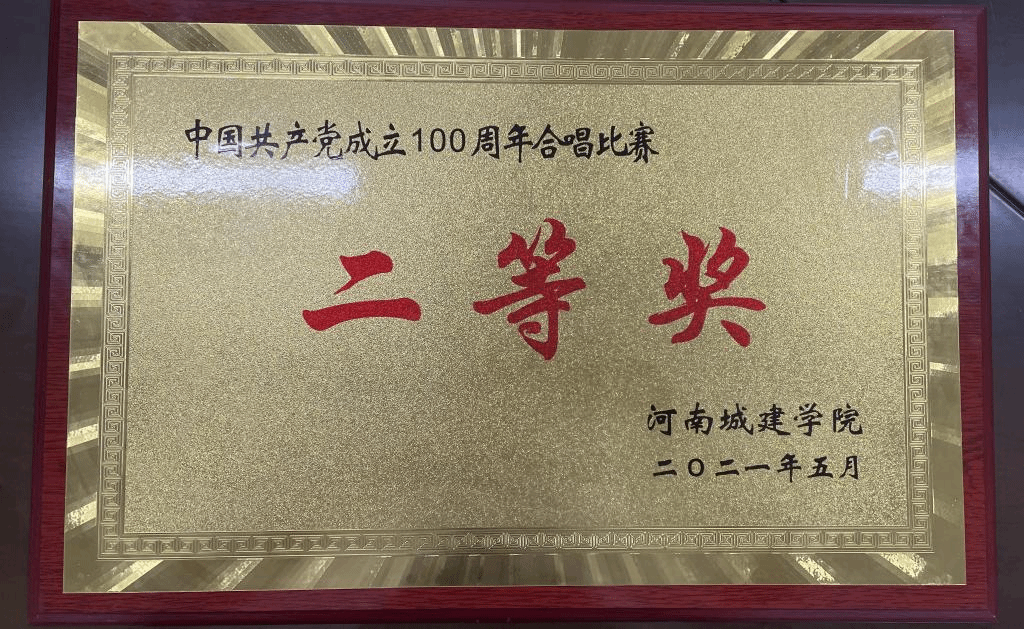 中国共产党成立100周年合唱比赛
二等奖
河南城建学院
二〇二一年五月